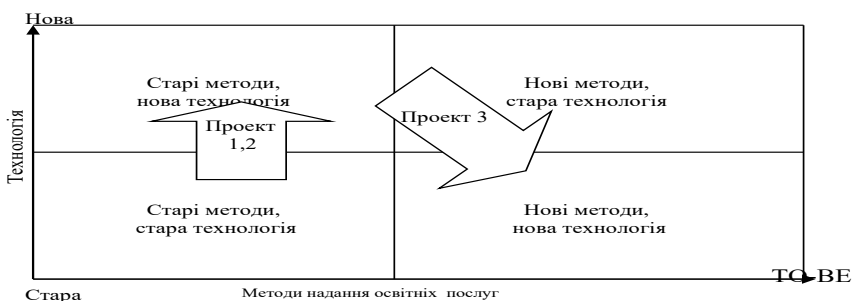 Нова
Старі методи,
нова технологія
Нові методи,
стара технологія
Проект
1,2
Проект 3
Технологія
Старі методи,
стара технологія
Нові методи,
нова технологія
TO-BE
Стара
Методи надання освітніх послуг